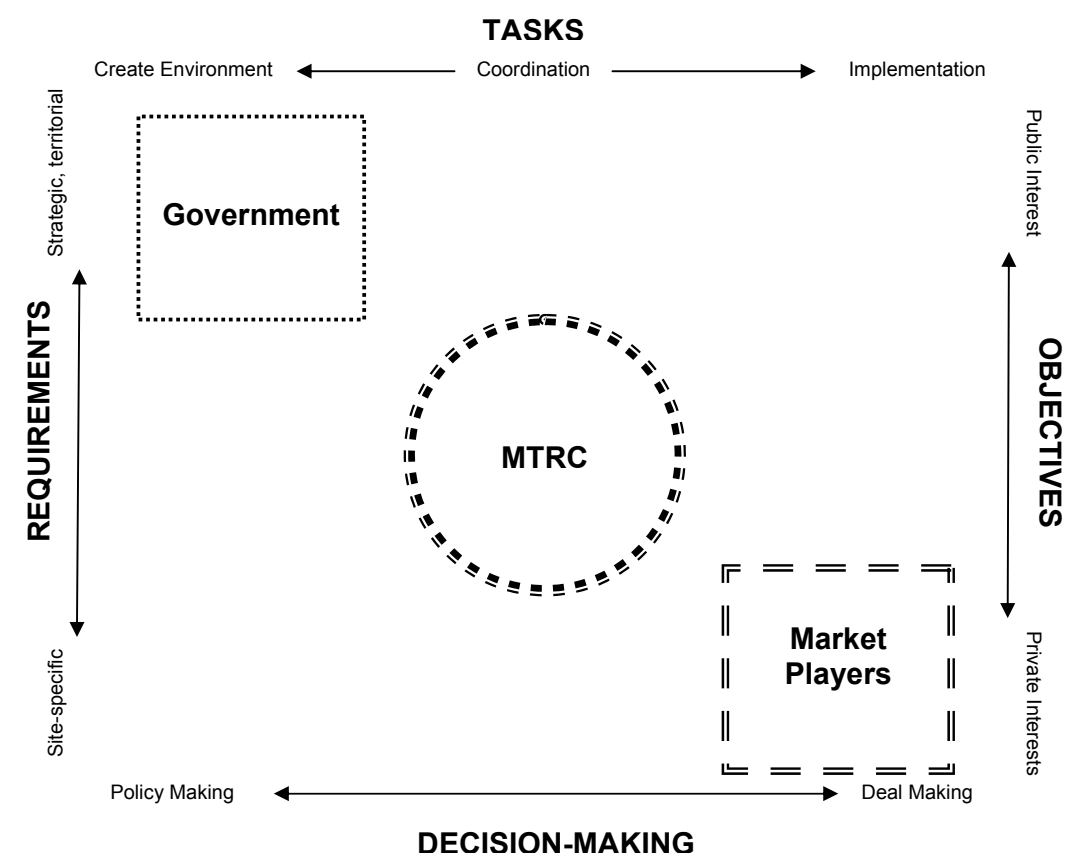 TASKS
Create Environment
Coordination
Implementation
Strategic, territorial
Public Interest
Government
REQUIREMENTS
OBJECTIVES
MTRC
Market
Players
Site-specific
Private Interests
Policy Making
Deal Making
DECISION-MAKING